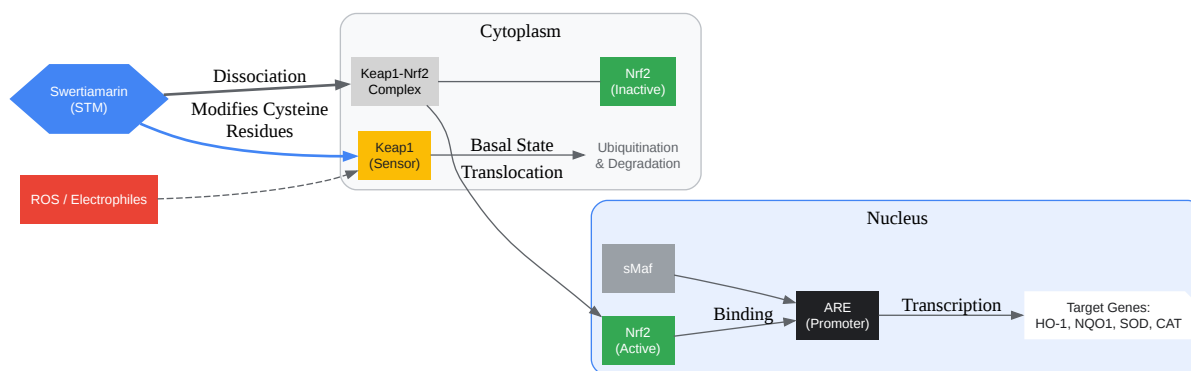 Cytoplasm
Swertiamarin
(STM)
Dissociation
Keap1-Nrf2
Complex
Nrf2
(Inactive)
Modifies Cysteine
Residues
Keap1
(Sensor)
Basal State
Ubiquitination
& Degradation
Translocation
ROS / Electrophiles
Nucleus
sMaf
Nrf2
(Active)
Binding
ARE
(Promoter)
Transcription
Target Genes:
HO-1, NQO1, SOD, CAT